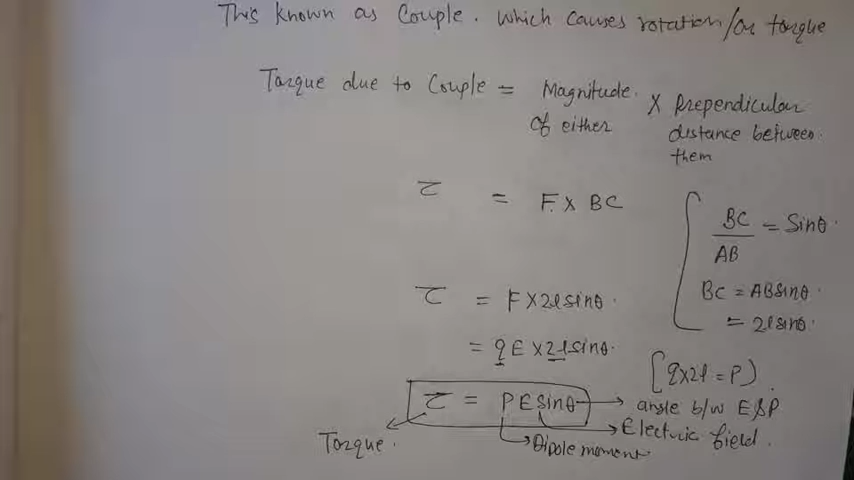 This known as Couple. which causes rotation/or torque
Torque due to Couple = Magnitude of either × Prependicular distance between them
τ = F × BC
BC/AB = Sinθ
BC = ABsinθ
= 2lsinθ
τ = F×2lsinθ
= qE×2lsinθ
[q×2l = P)
τ = PEsinθ
angle b/w E&P
Electric field
Dipole moment
Torque